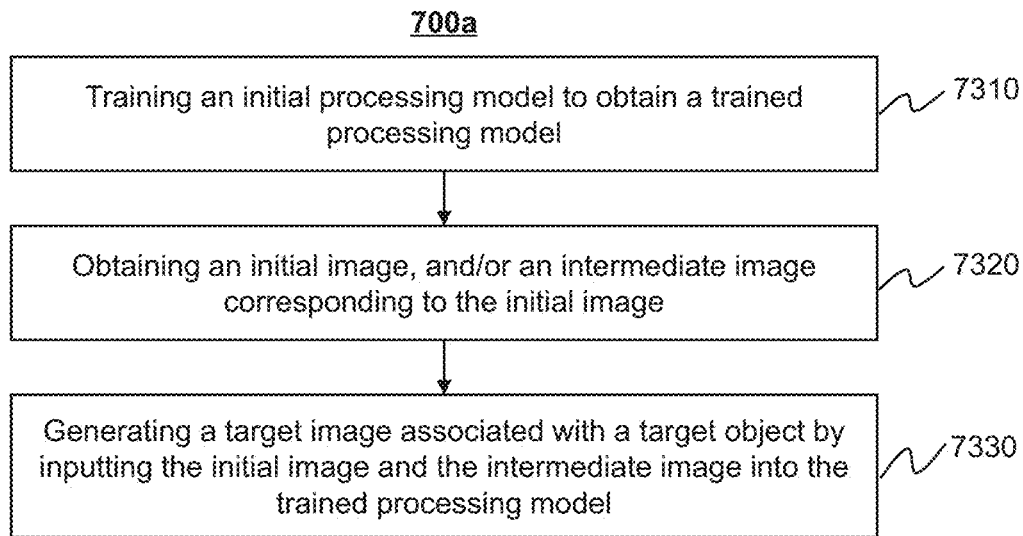 700a
Training an initial processing model to obtain a trained
processing model
7310
Obtaining an initial image, and/or an intermediate image
corresponding to the initial image
7320
Generating a target image associated with a target object by
inputting the initial image and the intermediate image into the
trained processing model
7330